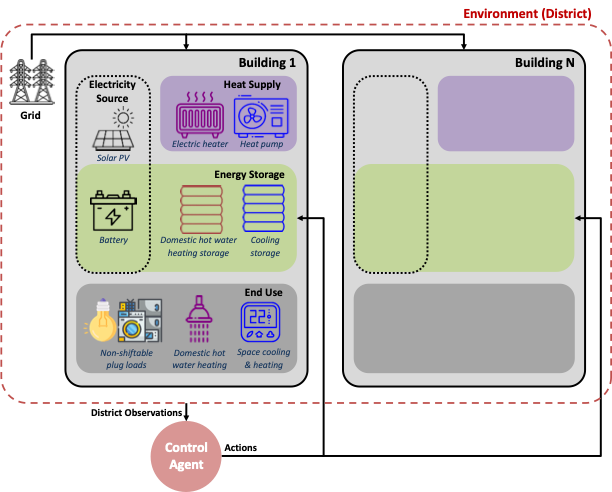 Environment (District)
Grid
Building 1
Building N
Electricity
Source
Heat Supply
Solar PV
Electric heater
Heat pump
Energy Storage
Battery
Domestic hot water
heating storage
Cooling
storage
End Use
22
Non-shiftable
plug loads
Domestic hot
water heating
Space cooling
& heating
District Observations
Control
Agent
Actions